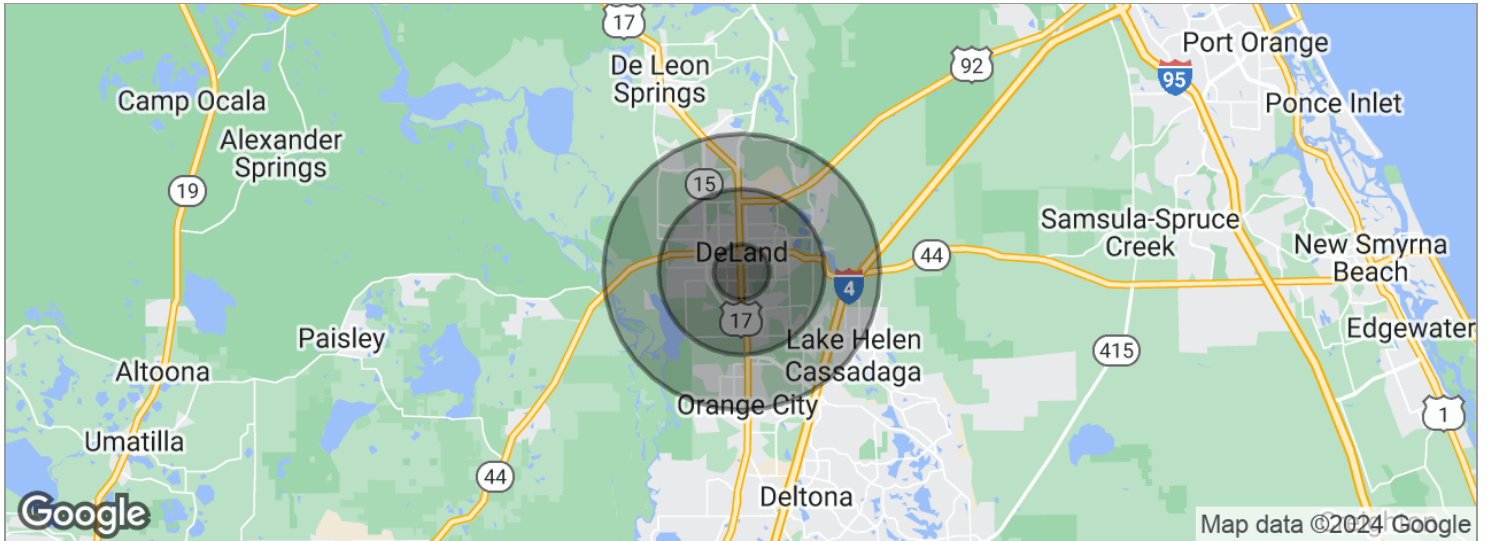 17
De Leon
Springs
92
Port Orange
95
Camp Ocala
Ponce Inlet
Alexander
Springs
19
15
Samsula-Spruce
Creek
DeLand
44
New Smyrna
Beach
4
17
Edgewater
Paisley
Lake Helen
415
Altoona
Cassadaga
Orange City
1
Umatilla
44
Deltona
Google
Map data ©2024 Google